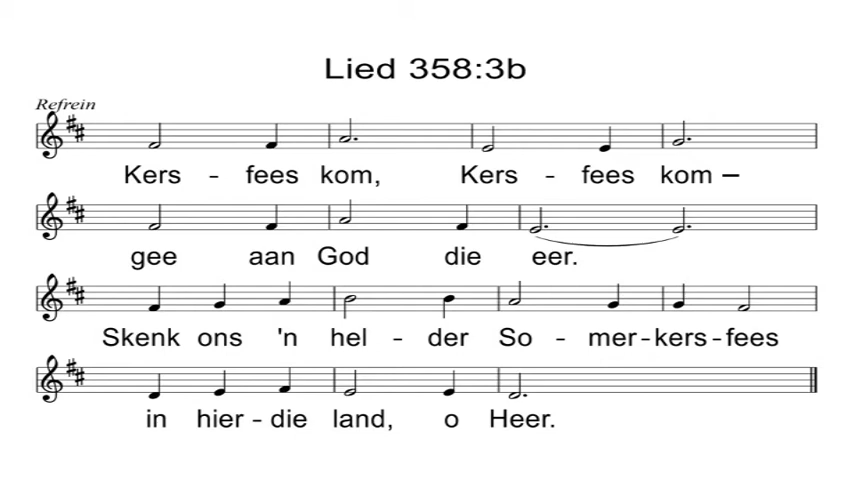 Lied 358:3b
Refrein
Kers - fees kom, Kers - fees kom –
gee aan God die eer.
Skenk ons 'n hel - der So - mer-kers-fees
in hier - die land, o Heer.